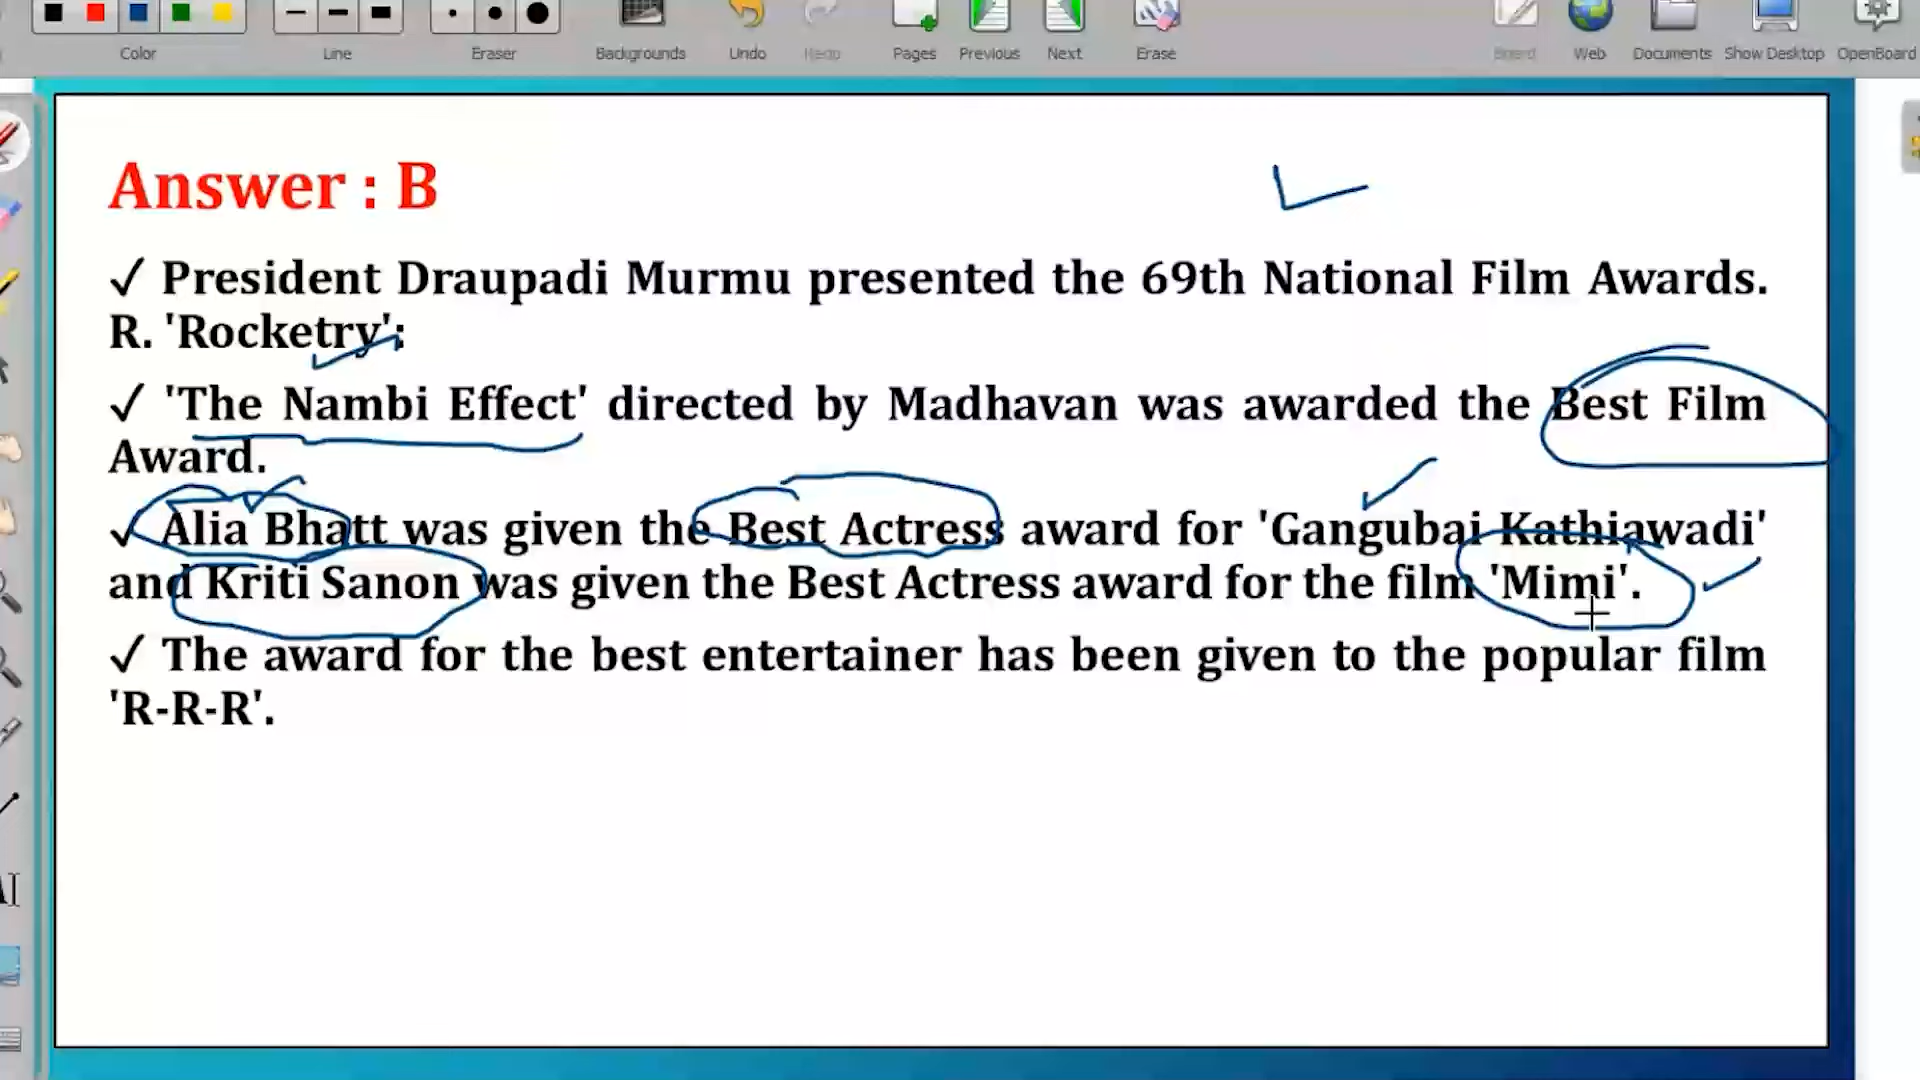 Color Line Eraser Backgrounds Undo Redo Pages Previous Next Erase Board Web Documents Show Desktop OpenBoard
Answer : B
✓ President Draupadi Murmu presented the 69th National Film Awards.
R. 'Rocketry':
✓ 'The Nambi Effect' directed by Madhavan was awarded the Best Film
Award.
✓ Alia Bhatt was given the Best Actress award for 'Gangubai Kathiawadi'
and Kriti Sanon was given the Best Actress award for the film 'Mimi'.
✓ The award for the best entertainer has been given to the popular film
'R-R-R'.